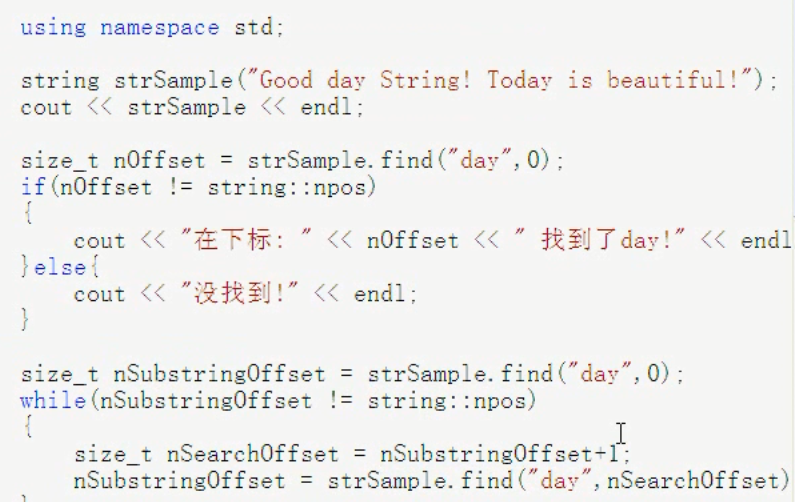 using namespace std;
string strSample("Good day String! Today is beautiful!");
cout << strSample << endl;
size_t nOffset = strSample.find("day",0);
if(nOffset != string::npos)
{
cout << "在下标: " << nOffset << " 找到了day!" << endl
}else{
cout << "没找到!" << endl;
}
size_t nSubstringOffset = strSample.find("day",0);
while(nSubstringOffset != string::npos)
{
size_t nSearchOffset = nSubstringOffset+1;
nSubstringOffset = strSample.find("day",nSearchOffset)
}